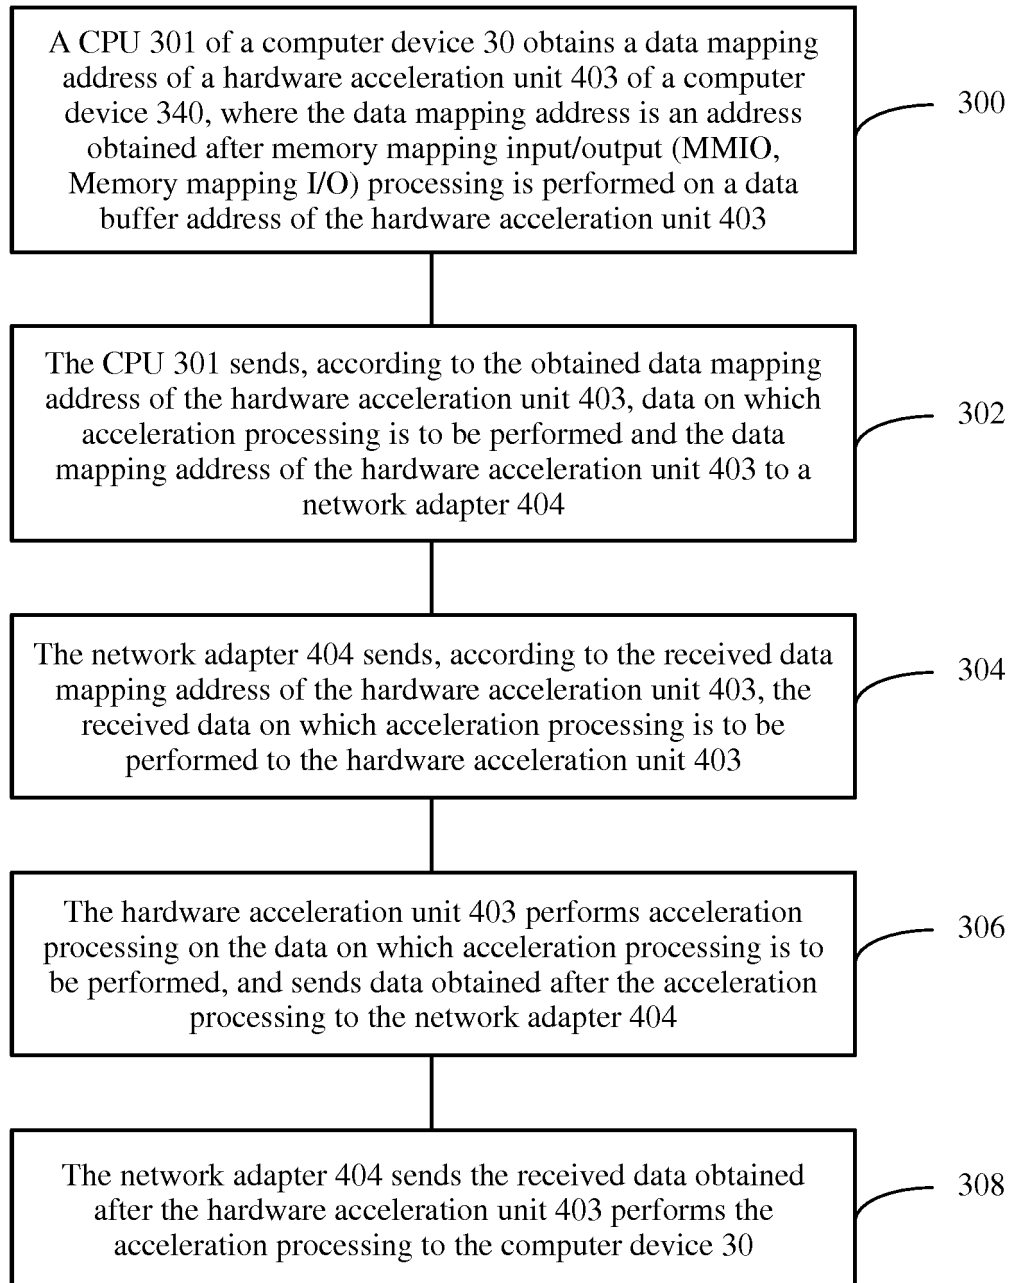 A CPU 301 of a computer device 30 obtains a data mapping
address of a hardware acceleration unit 403 of a computer
device 340, where the data mapping address is an address
obtained after memory mapping input/output (MMIO,
Memory mapping I/O) processing is performed on a data
buffer address of the hardware acceleration unit 403
300
The CPU 301 sends, according to the obtained data mapping
address of the hardware acceleration unit 403, data on which
acceleration processing is to be performed and the data
mapping address of the hardware acceleration unit 403 to a
network adapter 404
302
The network adapter 404 sends, according to the received data
mapping address of the hardware acceleration unit 403, the
received data on which acceleration processing is to be
performed to the hardware acceleration unit 403
304
The hardware acceleration unit 403 performs acceleration
processing on the data on which acceleration processing is to
be performed, and sends data obtained after the acceleration
processing to the network adapter 404
306
The network adapter 404 sends the received data obtained
after the hardware acceleration unit 403 performs the
acceleration processing to the computer device 30
308